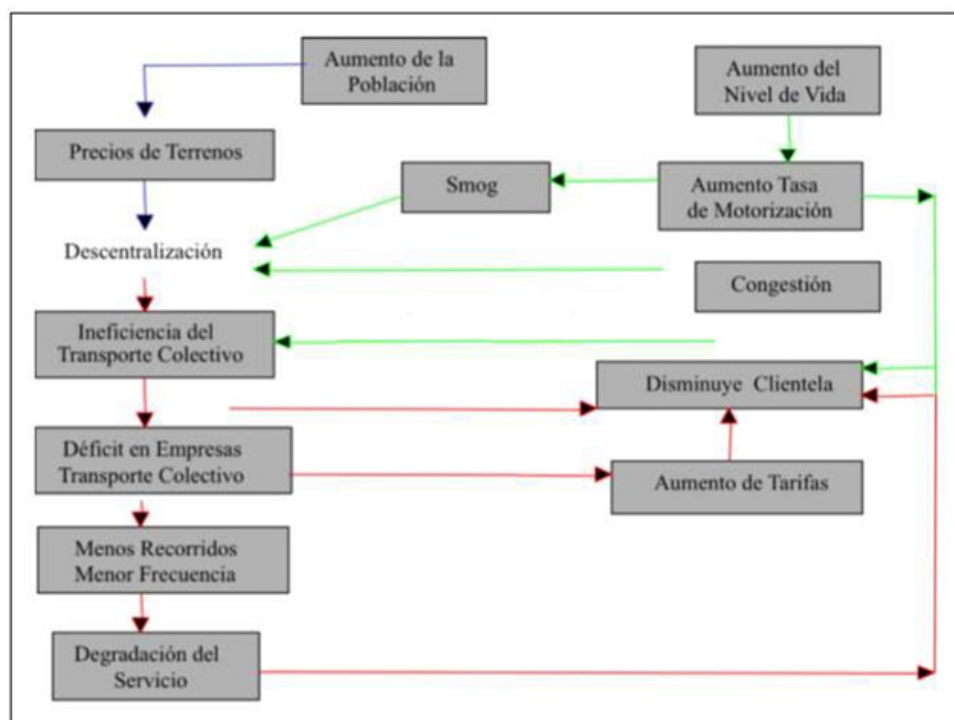 Aumento de la
Población
Aumento del
Nivel de Vida
Precios de Terrenos
Smog
Aumento Tasa
de Motorización
Descentralización
Congestión
Ineficiencia del
Transporte Colectivo
Disminuye Clientela
Déficit en Empresas
Transporte Colectivo
Aumento de Tarifas
Menos Recorridos
Menor Frecuencia
Degradación del
Servicio